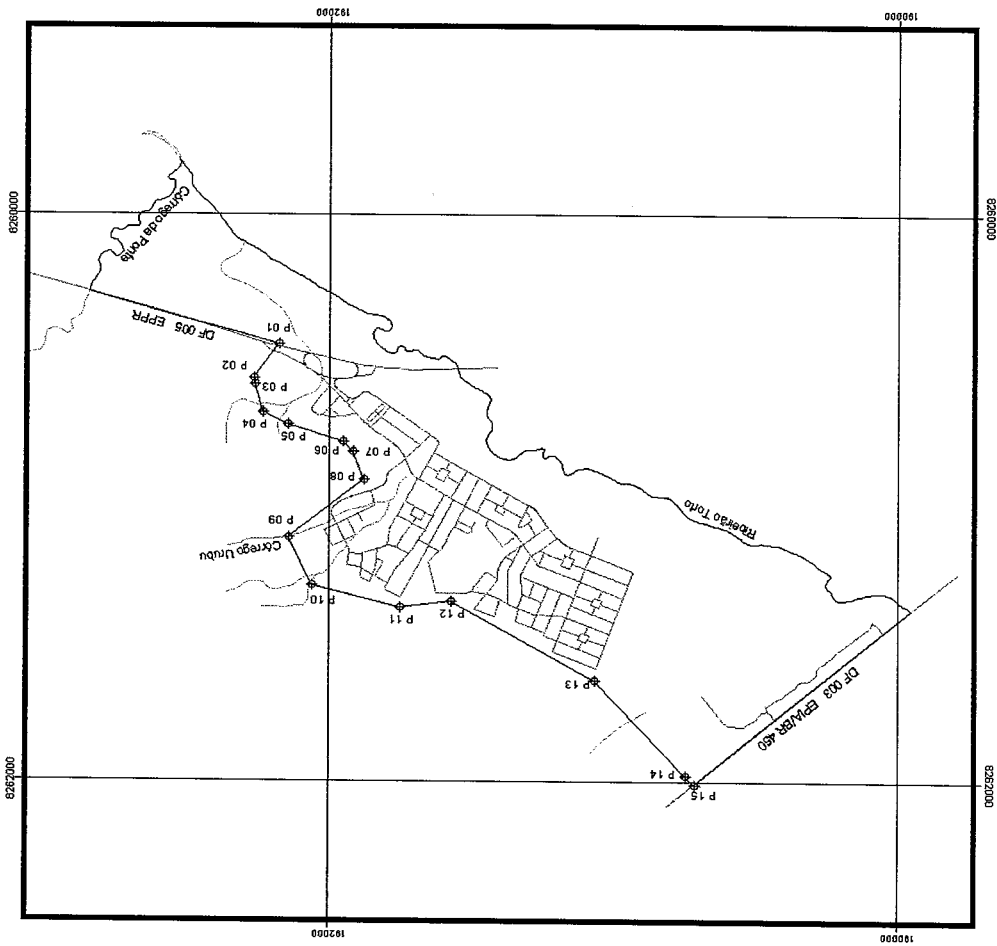 190000
192000
8262000
8262000
P 15
P 14
DF 003 EPIA/BR 450
P 13
P 12
P 11
P 10
Córrego Urubu
P 09
Ribeirão Torto
P 08
P 07
P 06
P 05
P 04
P 03
P 02
P 01
DF 005 EPPR
Córrego da Ponte
8260000
8260000
190000
192000